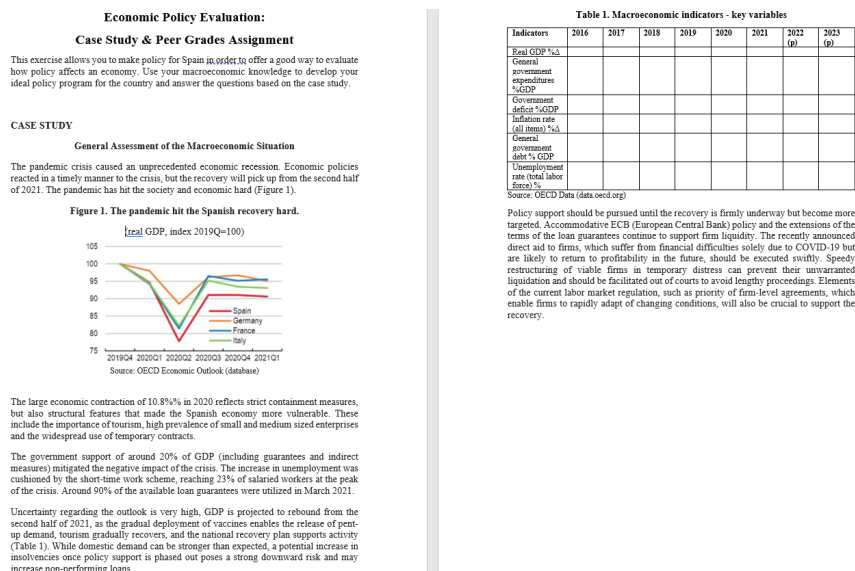 Economic Policy Evaluation:
Case Study & Peer Grades Assignment
This exercise allows you to make policy for Spain in order to offer a good way to evaluate
how policy affects an economy. Use your macroeconomic knowledge to develop your
ideal policy program for the country and answer the questions based on the case study.
CASE STUDY
General Assessment of the Macroeconomic Situation
The pandemic crisis caused an unprecedented economic recession. Economic policies
reacted in a timely manner to the crisis, but the recovery will pick up from the second half
of 2021. The pandemic has hit the society and economic hard (Figure 1).
Figure 1. The pandemic hit the Spanish recovery hard.
(real GDP, index 2019Q=100)
105
100
95
90
85
80
75
Spain
Germany
France
Italy
2019Q4 2020Q1 2020Q2 2020Q3 2020Q4 2021Q1
Source: OECD Economic Outlook (database)
The large economic contraction of 10.8%% in 2020 reflects strict containment measures,
but also structural features that made the Spanish economy more vulnerable. These
include the importance of tourism, high prevalence of small and medium sized enterprises
and the widespread use of temporary contracts.
The government support of around 20% of GDP (including guarantees and indirect
measures) mitigated the negative impact of the crisis. The increase in unemployment was
cushioned by the short-time work scheme, reaching 23% of salaried workers at the peak
of the crisis. Around 90% of the available loan guarantees were utilized in March 2021.
Uncertainty regarding the outlook is very high, GDP is projected to rebound from the
second half of 2021, as the gradual deployment of vaccines enables the release of pent-
up demand, tourism gradually recovers, and the national recovery plan supports activity
(Table 1). While domestic demand can be stronger than expected, a potential increase in
insolvencies once policy support is phased out poses a strong downward risk and may
increase non-performing loans.
Table 1. Macroeconomic indicators - key variables
Indicators 2016 2017 2018 2019 2020 2021 2022 2023
(p) (p)
Real GDP %Δ
General
government
expenditures
%GDP
Government
deficit %GDP
Inflation rate
(all items) %Δ
General
government
debt % GDP
Unemployment
rate (total labor
force) %
Source: OECD Data (data.oecd.org)
Policy support should be pursued until the recovery is firmly underway but become more
targeted. Accommodative ECB (European Central Bank) policy and the extensions of the
terms of the loan guarantees continue to support firm liquidity. The recently announced
direct aid to firms, which suffer from financial difficulties solely due to COVID-19 but
are likely to return to profitability in the future, should be executed swiftly. Speedy
restructuring of viable firms in temporary distress can prevent their unwarranted
liquidation and should be facilitated out of courts to avoid lengthy proceedings. Elements
of the current labor market regulation, such as priority of firm-level agreements, which
enable firms to rapidly adapt of changing conditions, will also be crucial to support the
recovery.